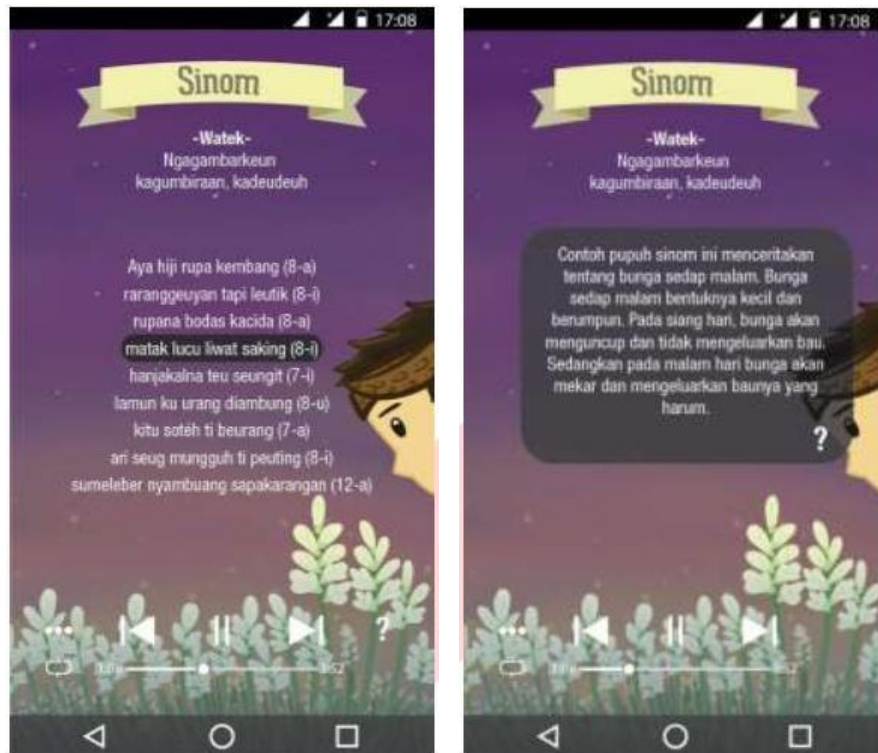 17:08
Sinom
-Watek-
Ngagambarkeun
kagumbiraan, kadeudeuh
Aya hiji rupa kembang (8-a)
raranggeuyan tapi leutik (8-i)
rupana bodas kacida (8-a)
matak lucu liwat saking (8-i)
hanjakalna teu seungit (7-i)
lamun ku urang diambung (8-u)
kitu sotéh ti beurang (7-a)
ari seug mungguh ti peuting (8-i)
sumeleber nyambuang sapakarangan (12-a)
?
17:08
Sinom
-Watek-
Ngagambarkeun
kagumbiraan, kadeudeuh
Contoh pupuh sinom ini menceritakan
tentang bunga sedap malam. Bunga
sedap malam bentuknya kecil dan
berumpun. Pada siang hari, bunga akan
menguncup dan tidak mengeluarkan bau.
Sedangkan pada malam hari bunga akan
mekar dan mengeluarkan baunya yang
harum.
?